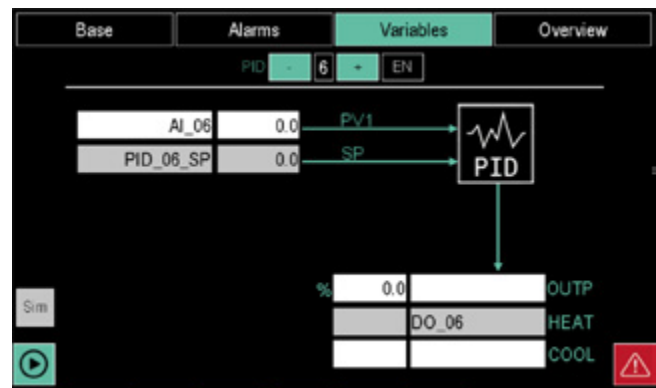 Base Alarms Variables Overview
PID - 6 + EN
AI_06 0.0 PV1
PID_06_SP 0.0 SP
PID
% 0.0 OUTP
Sim
DO_06 HEAT
COOL